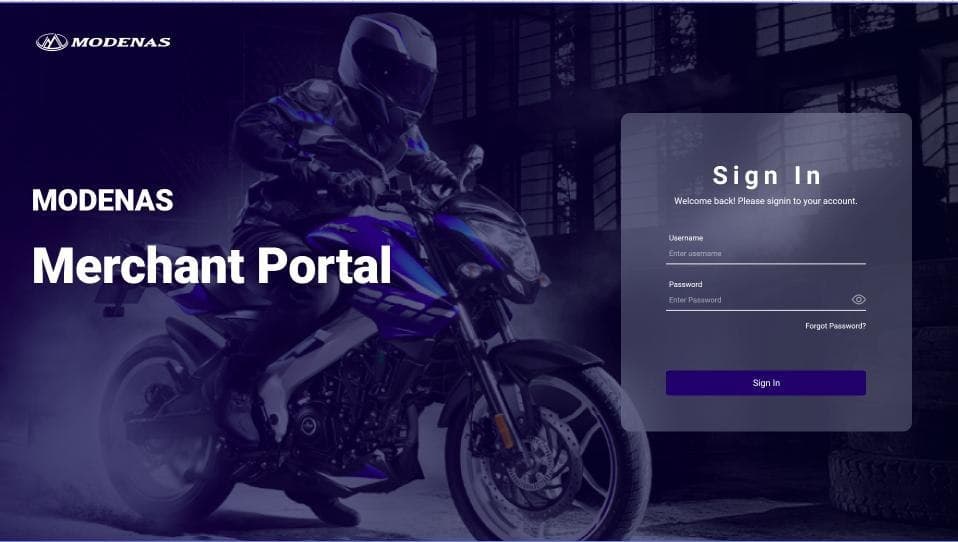 MODENAS
MODENAS
Merchant Portal
Sign In
Welcome back! Please signin to your account.
Username
Enter username
Password
Enter Password
Forgot Password?
Sign In